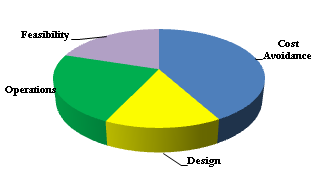 Feasibility
Cost
Avoidance
Operations
Design